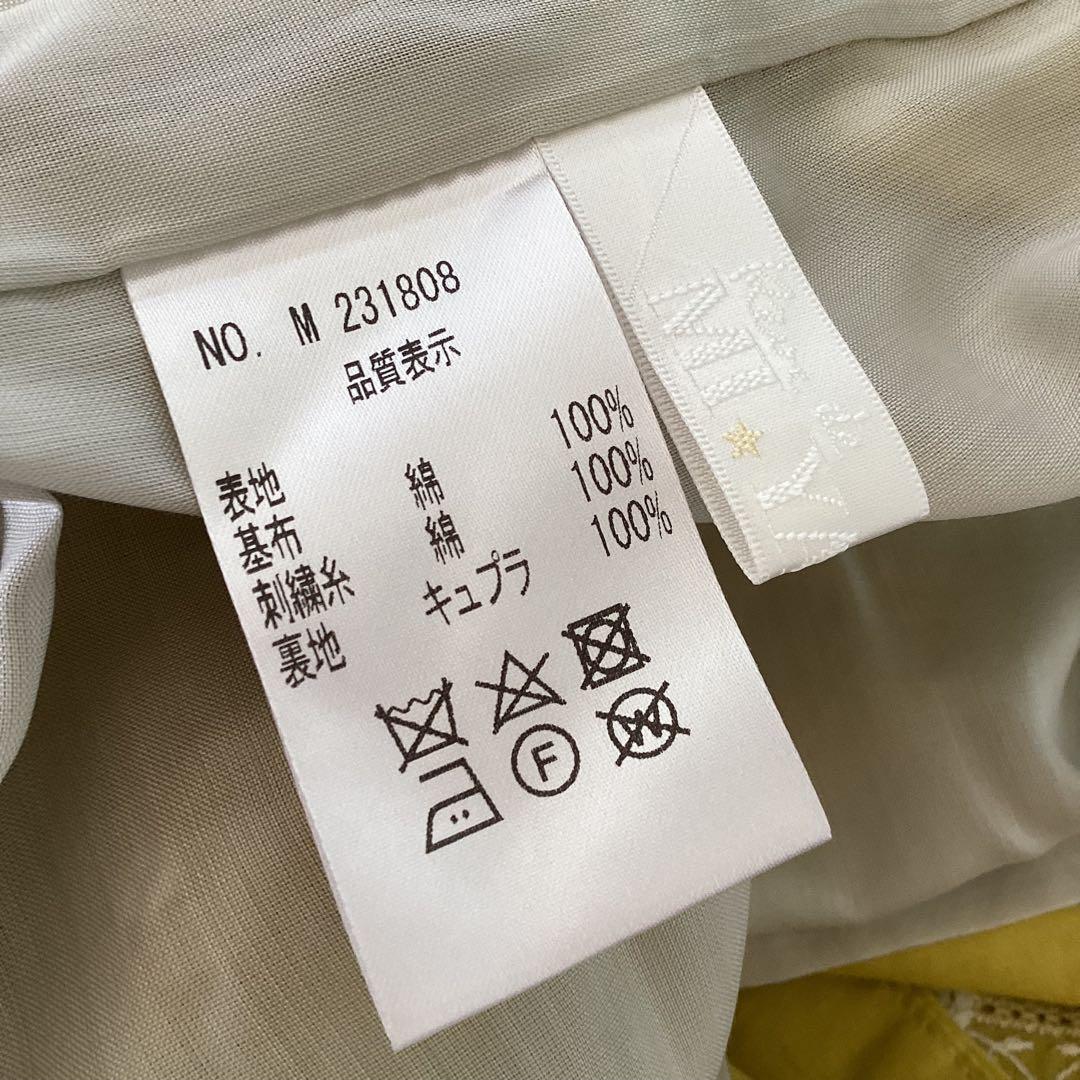 NO. M 231808
品質表示
表地
基布 綿 100%
刺繍糸 綿 100%
裏地 キュプラ 100%
F
W